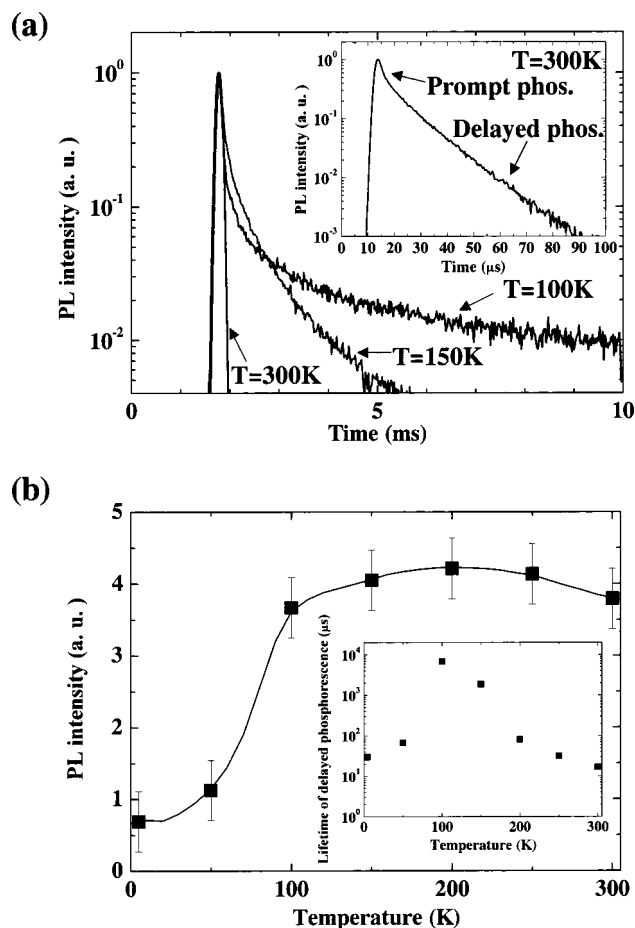 (a)
10^0
10^-1
10^-2
PL intensity (a. u. )
0
5
10
Time (ms)
T=300K
T=150K
T=100K
T=300K
Prompt phos.
Delayed phos.
10^0
10^-1
10^-2
10^-3
PL intensity (a. u. )
0 10 20 30 40 50 60 70 80 90 100
Time (μs)
(b)
5
4
3
2
1
0
PL intensity (a. u. )
0 100 200 300
Temperature (K)
Lifetime of delayed phosphorescence (μs)
10^4
10^3
10^2
10^1
10^0
0 100 200 300
Temperature (K)